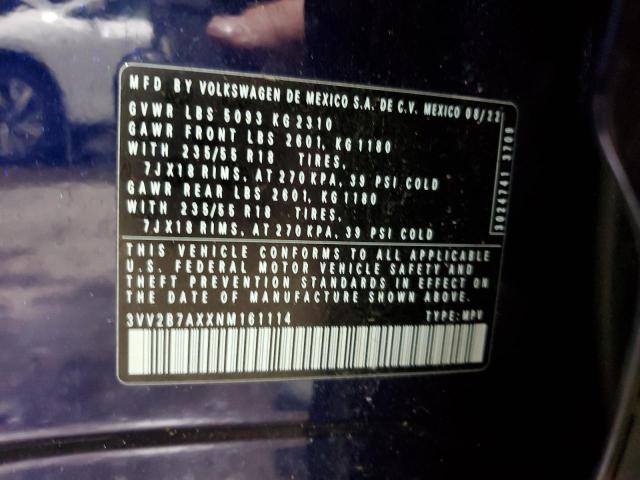 MFD. BY VOLKSWAGEN DE MEXICO S.A. DE C.V. MEXICO 08/22
GVWR LBS 5093 KG 2310
GAWR FRONT LBS 2601, KG 1180
WITH 235/55 R18 TIRES,
7JX18 RIMS, AT 270 KPA, 39 PSI COLD
GAWR REAR LBS 2601, KG 1180
WITH 235/55 R18 TIRES,
7JX18 RIMS, AT 270 KPA, 39 PSI COLD
3024741 3709
THIS VEHICLE CONFORMS TO ALL APPLICABLE
U.S. FEDERAL MOTOR VEHICLE SAFETY AND
THEFT PREVENTION STANDARDS IN EFFECT ON
THE DATE OF MANUFACTURE SHOWN ABOVE.
3VV2B7AXXNM161114 TYPE: MPV